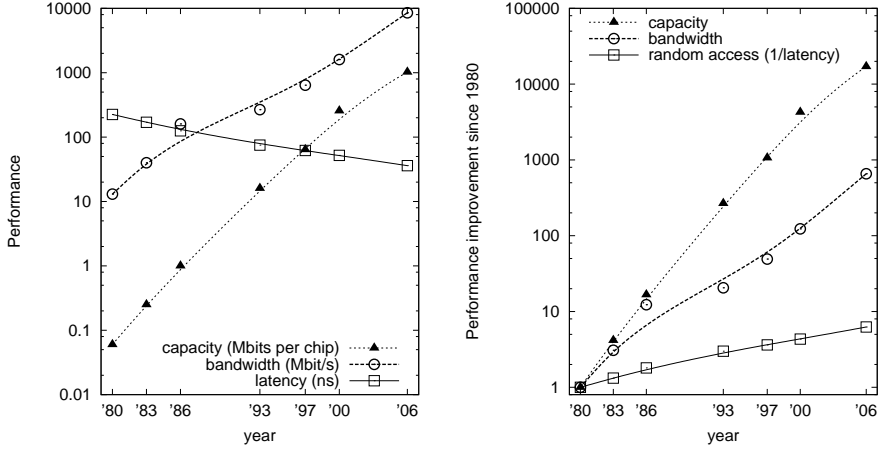 10000
1000
100
10
1
0.1
0.01
Performance
capacity (Mbits per chip)
bandwidth (Mbit/s)
latency (ns)
'80 '83 '86 '93 '97 '00 '06
year
100000
10000
1000
100
10
1
Performance improvement since 1980
capacity
bandwidth
random access (1/latency)
'80 '83 '86 '93 '97 '00 '06
year